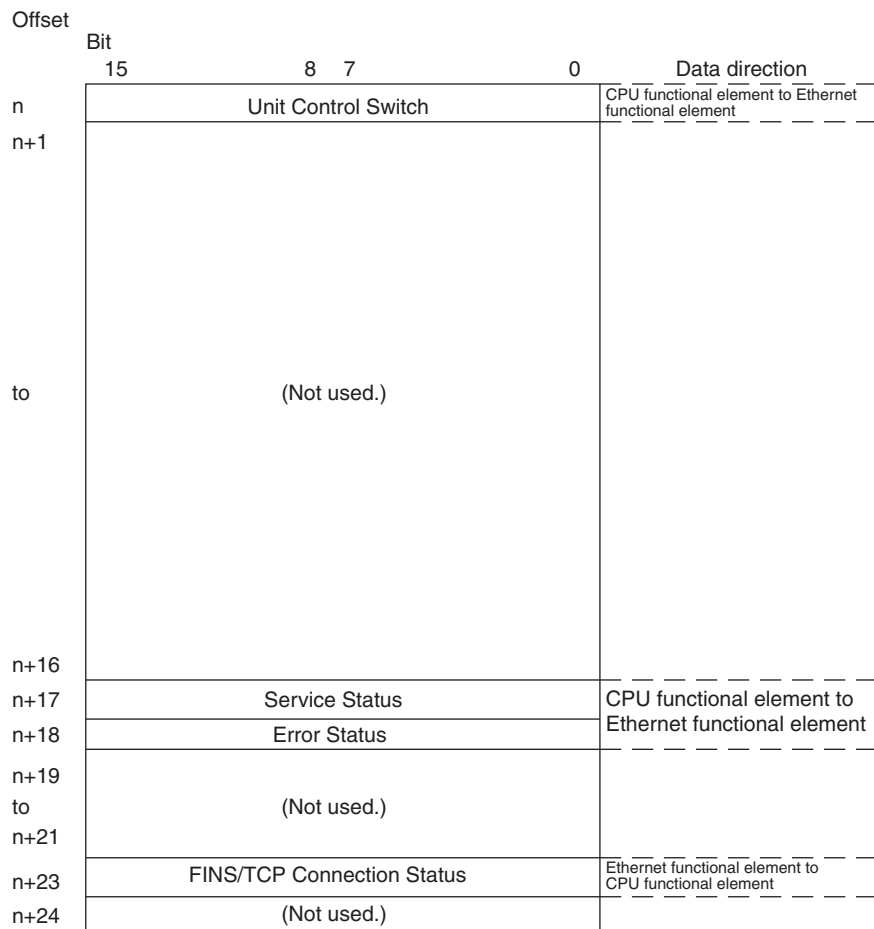 Offset
Bit
15 8 7 0 Data direction
n Unit Control Switch CPU functional element to Ethernet
functional element
n+1
to (Not used.)
n+16
n+17 Service Status CPU functional element to
n+18 Error Status Ethernet functional element
n+19
to (Not used.)
n+21
n+23 FINS/TCP Connection Status Ethernet functional element to
CPU functional element
n+24 (Not used.)